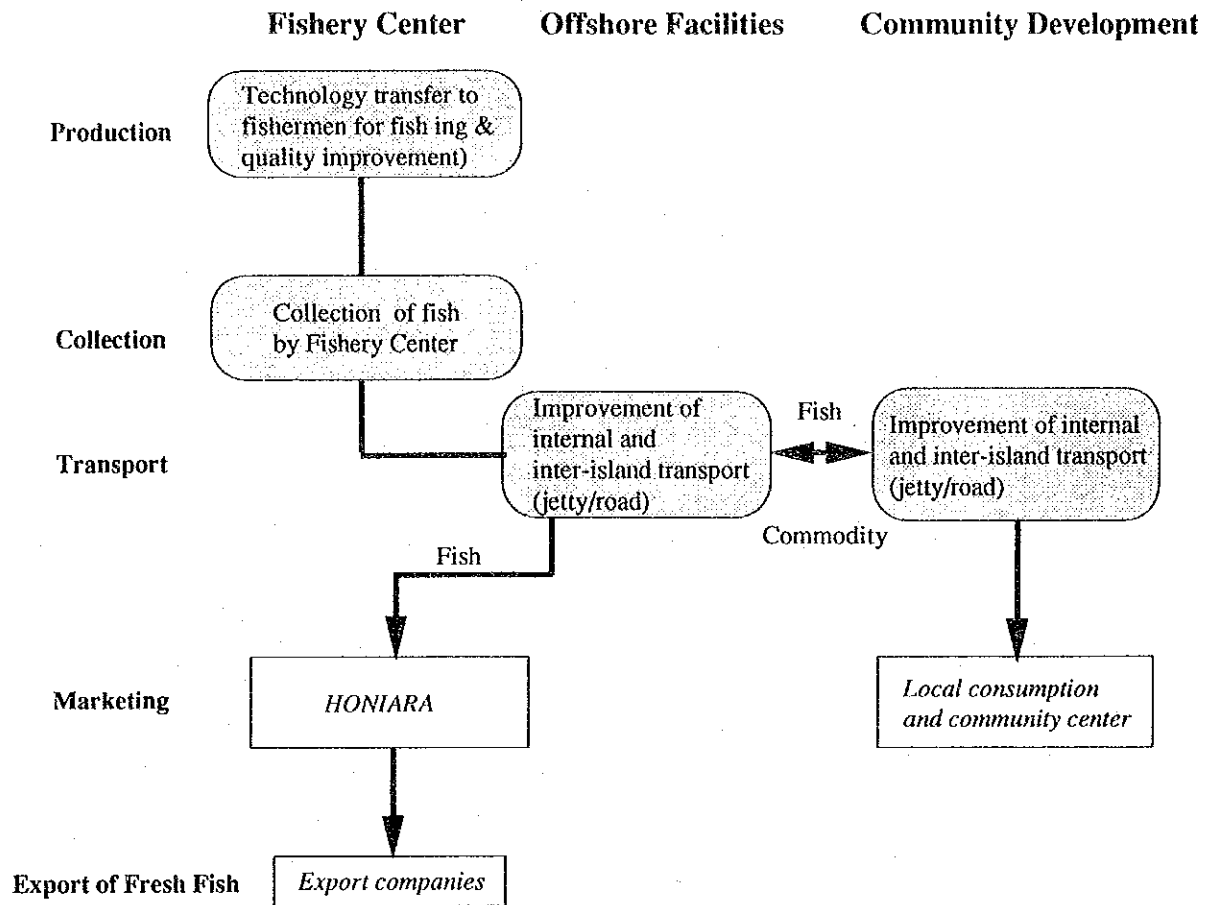 Fishery Center Offshore Facilities Community Development
Production
Technology transfer to
fishermen for fish ing &
quality improvement)
Collection
Collection of fish
by Fishery Center
Transport
Improvement of
internal and
inter-island transport
(jetty/road)
Fish
Commodity
Improvement of internal
and inter-island transport
(jetty/road)
Fish
Marketing
HONIARA
Local consumption
and community center
Export of Fresh Fish
Export companies